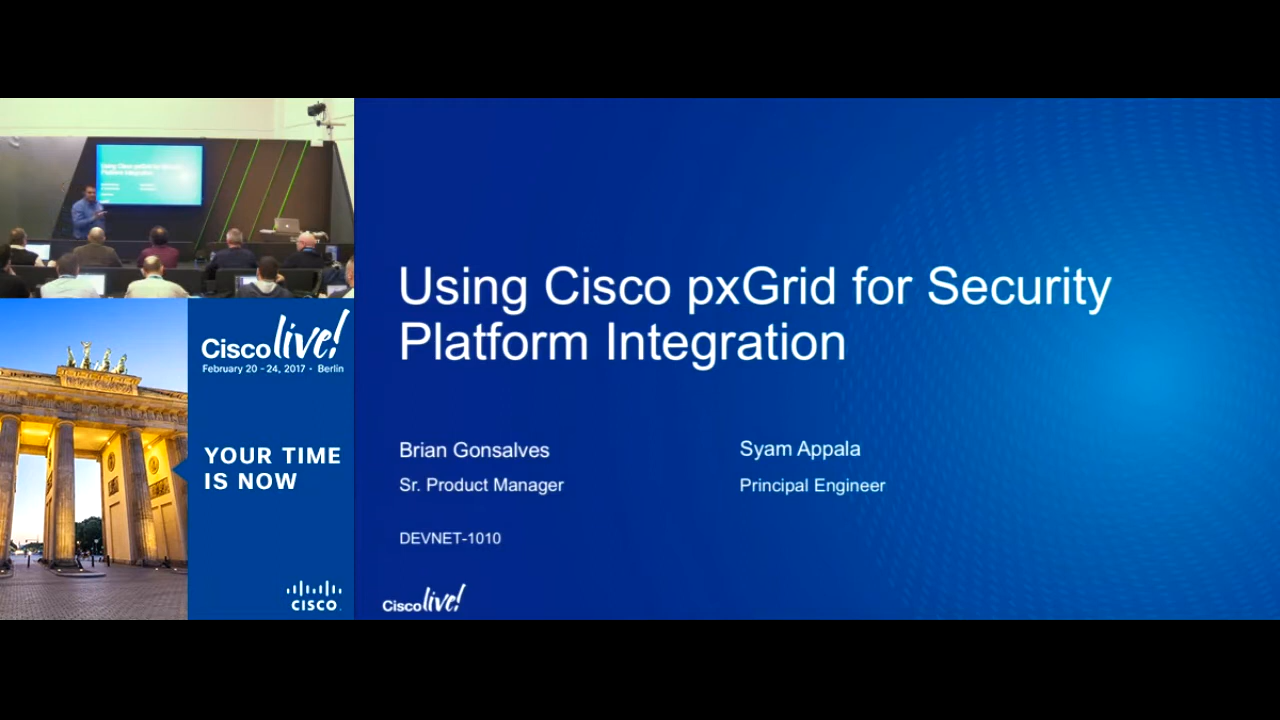 Using Cisco pxGrid for Security
Platform Integration
Cisco live!
February 20 - 24, 2017 • Berlin
YOUR TIME
IS NOW
CISCO
Brian Gonsalves
Syam Appala
Sr. Product Manager
Principal Engineer
DEVNET-1010
Cisco live!